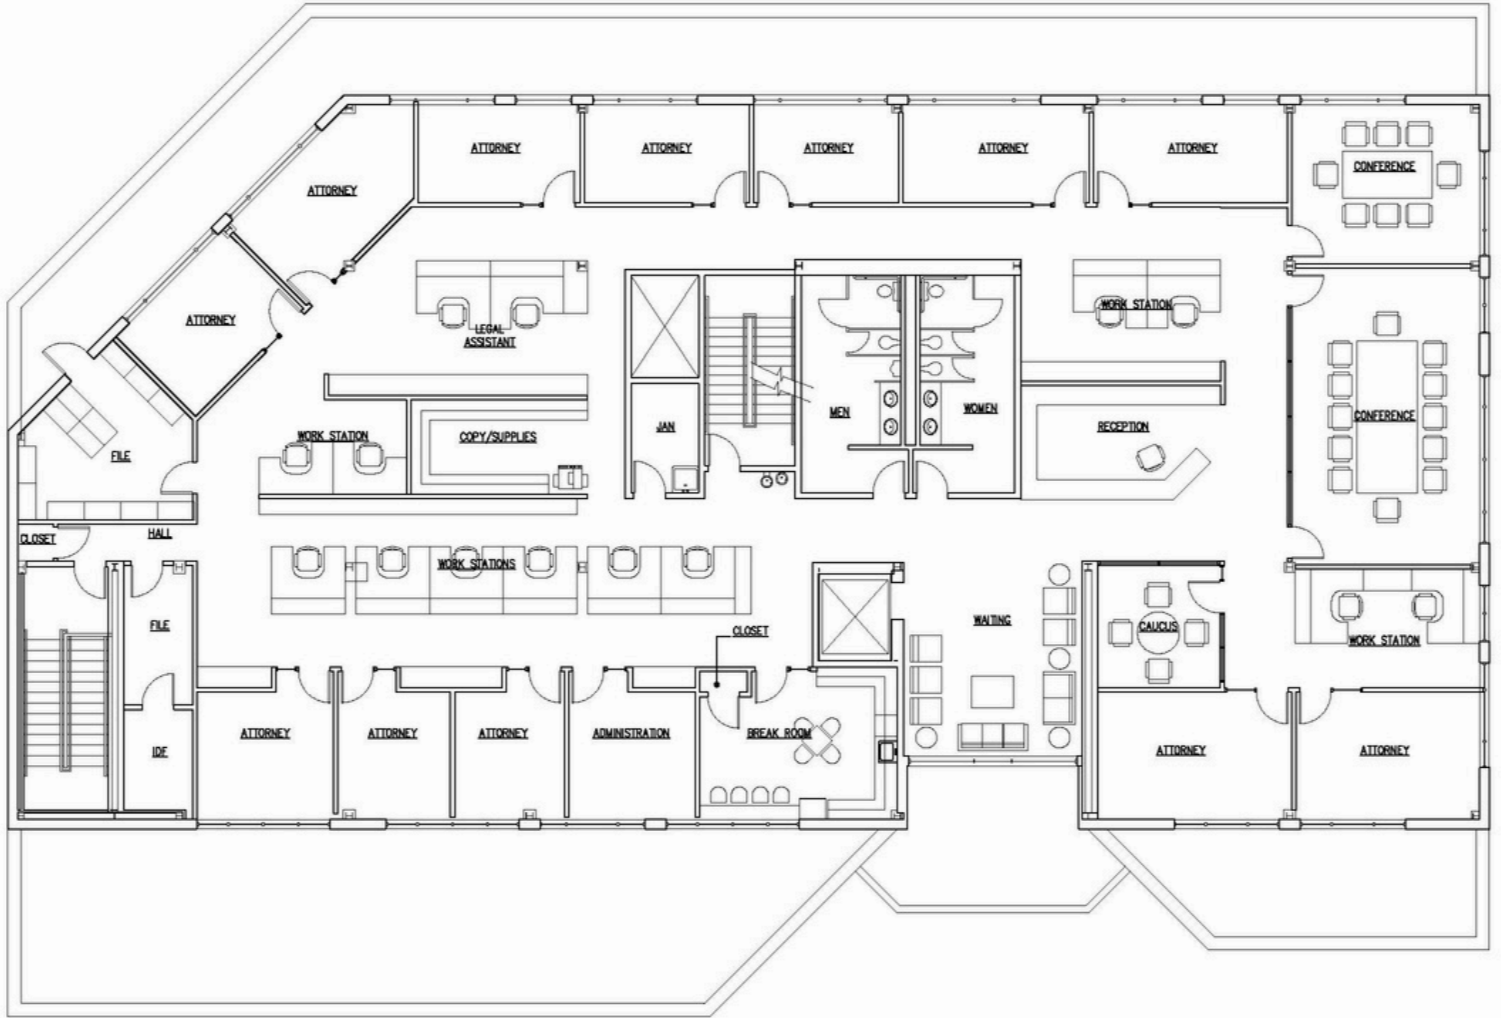 ATTORNEY
ATTORNEY
ATTORNEY
ATTORNEY
ATTORNEY
CONFERENCE
ATTORNEY
ATTORNEY
WORK STATION
LEGAL
ASSISTANT
MEN
WOMEN
CONFERENCE
JAN
RECEPTION
WORK STATION
COPY/SUPPLIES
FILE
CLOSET
HALL
WORK STATIONS
WAITING
CAUCUS
FILE
CLOSET
WORK STATION
ATTORNEY
ATTORNEY
ATTORNEY
ADMINISTRATION
BREAK ROOM
IDF
ATTORNEY
ATTORNEY